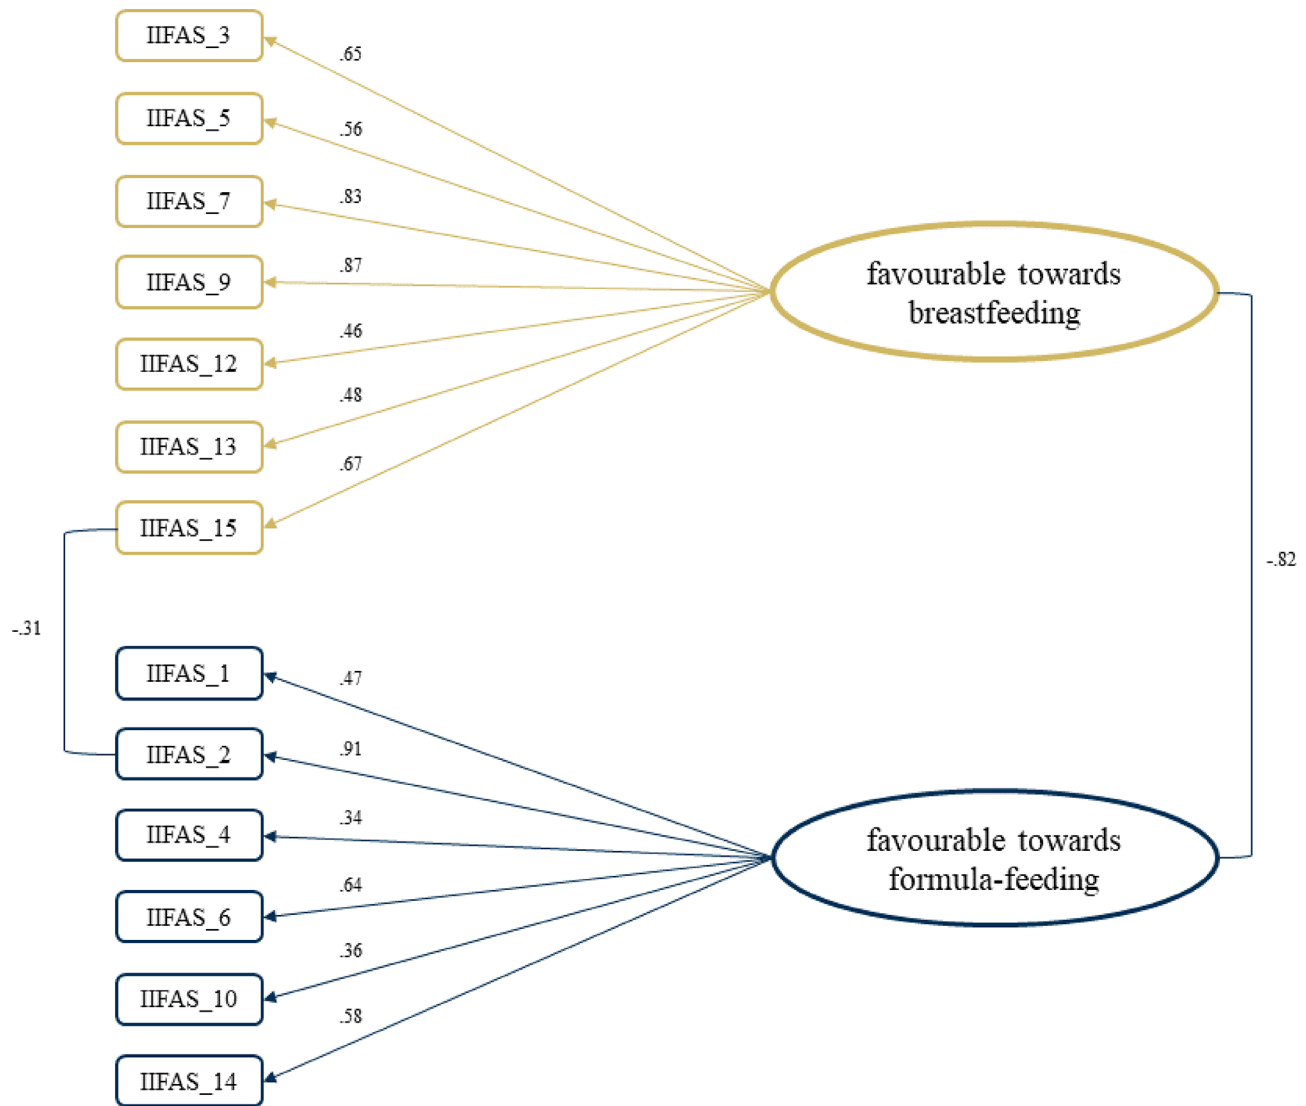 IIFAS_3
.65
IIFAS_5
.56
IIFAS_7
.83
IIFAS_9
.87
IIFAS_12
.46
IIFAS_13
.48
IIFAS_15
.67
favourable towards
breastfeeding
-.82
-.31
IIFAS_1
.47
IIFAS_2
.91
IIFAS_4
.34
IIFAS_6
.64
IIFAS_10
.36
IIFAS_14
.58
favourable towards
formula-feeding